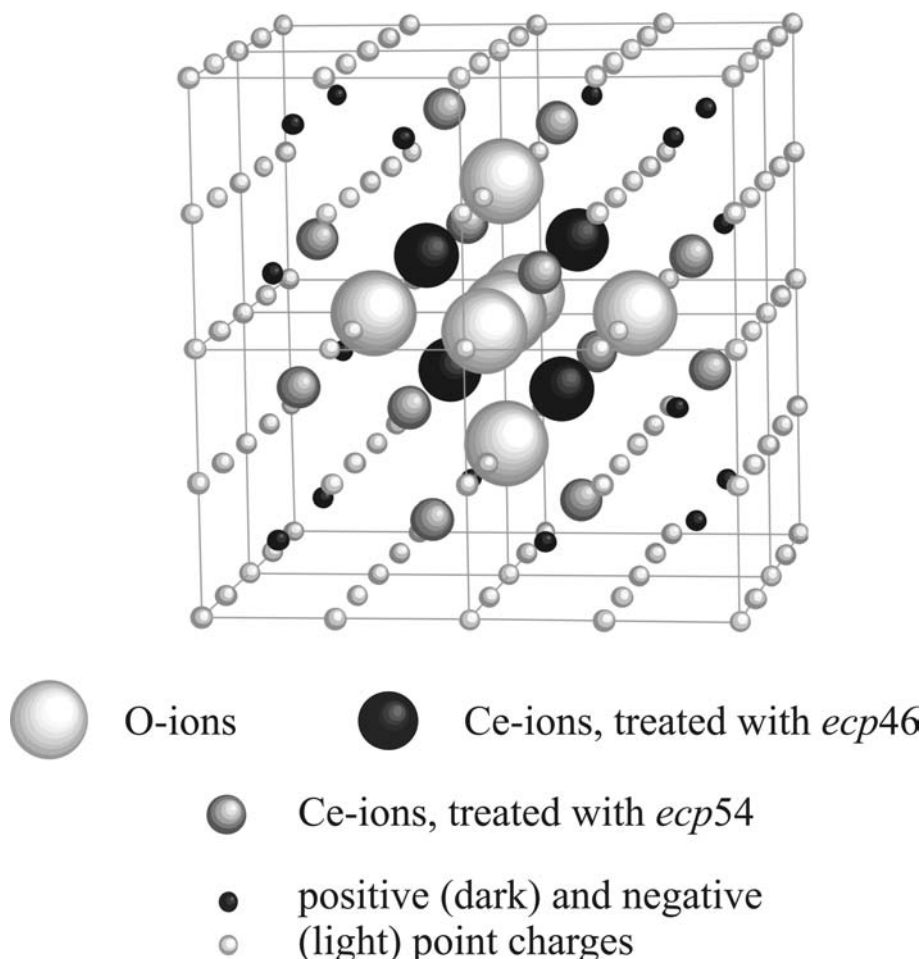 O-ions
Ce-ions, treated with ecp46
Ce-ions, treated with ecp54
positive (dark) and negative
(light) point charges